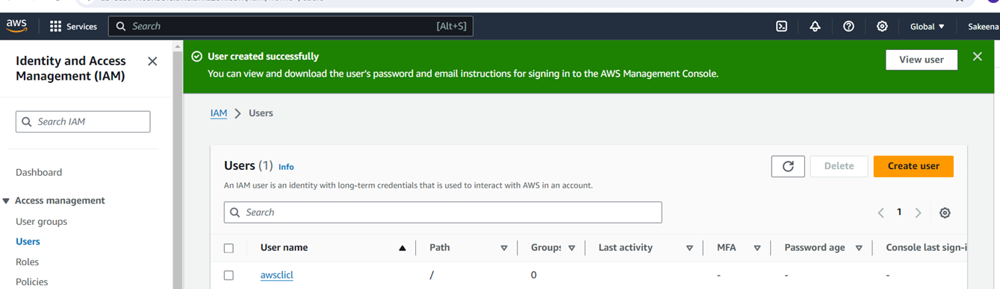 aws
Services
Search
[Alt+S]
Global
Sakeena
Identity and Access
Management (IAM)
Search IAM
Dashboard
Access management
User groups
Users
Roles
Policies
User created successfully
You can view and download the user's password and email instructions for signing in to the AWS Management Console.
View user
IAM > Users
Users (1) Info
Delete
Create user
An IAM user is an identity with long-term credentials that is used to interact with AWS in an account.
Search
1
User name Path Groups Last activity MFA Password age Console last sign-i
awsclicl / 0 - - -